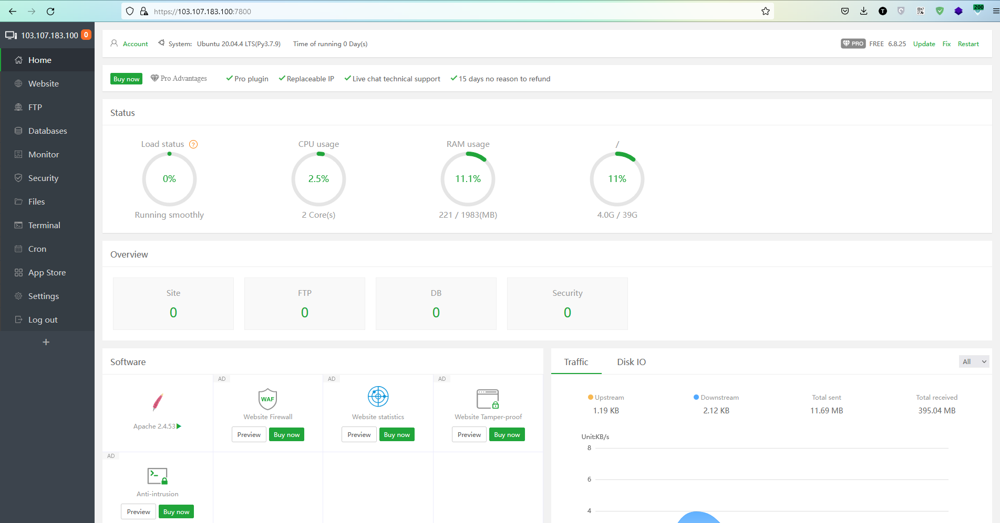 https://103.107.183.100:7800
200
103.107.183.100 0
Home
Website
FTP
Databases
Monitor
Security
Files
Terminal
Cron
App Store
Settings
Log out
+
Account System: Ubuntu 20.04.4 LTS(Py3.7.9) Time of running 0 Day(s)
PRO FREE 6.8.25 Update Fix Restart
Buy now Pro Advantages Pro plugin Replaceable IP Live chat technical support 15 days no reason to refund
Status
Load status ?
0%
Running smoothly
CPU usage
2.5%
2 Core(s)
RAM usage
11.1%
221 / 1983(MB)
/
11%
4.0G / 39G
Overview
Site
0
FTP
0
DB
0
Security
0
Software
Apache 2.4.53
AD
WAF
Website Firewall
Preview Buy now
AD
Website statistics
Preview Buy now
AD
Website Tamper-proof
Preview Buy now
AD
Anti-intrusion
Preview Buy now
Traffic Disk IO All
Upstream
1.19 KB
Downstream
2.12 KB
Total sent
11.69 MB
Total received
395.04 MB
Unit:KB/s
8
6
4